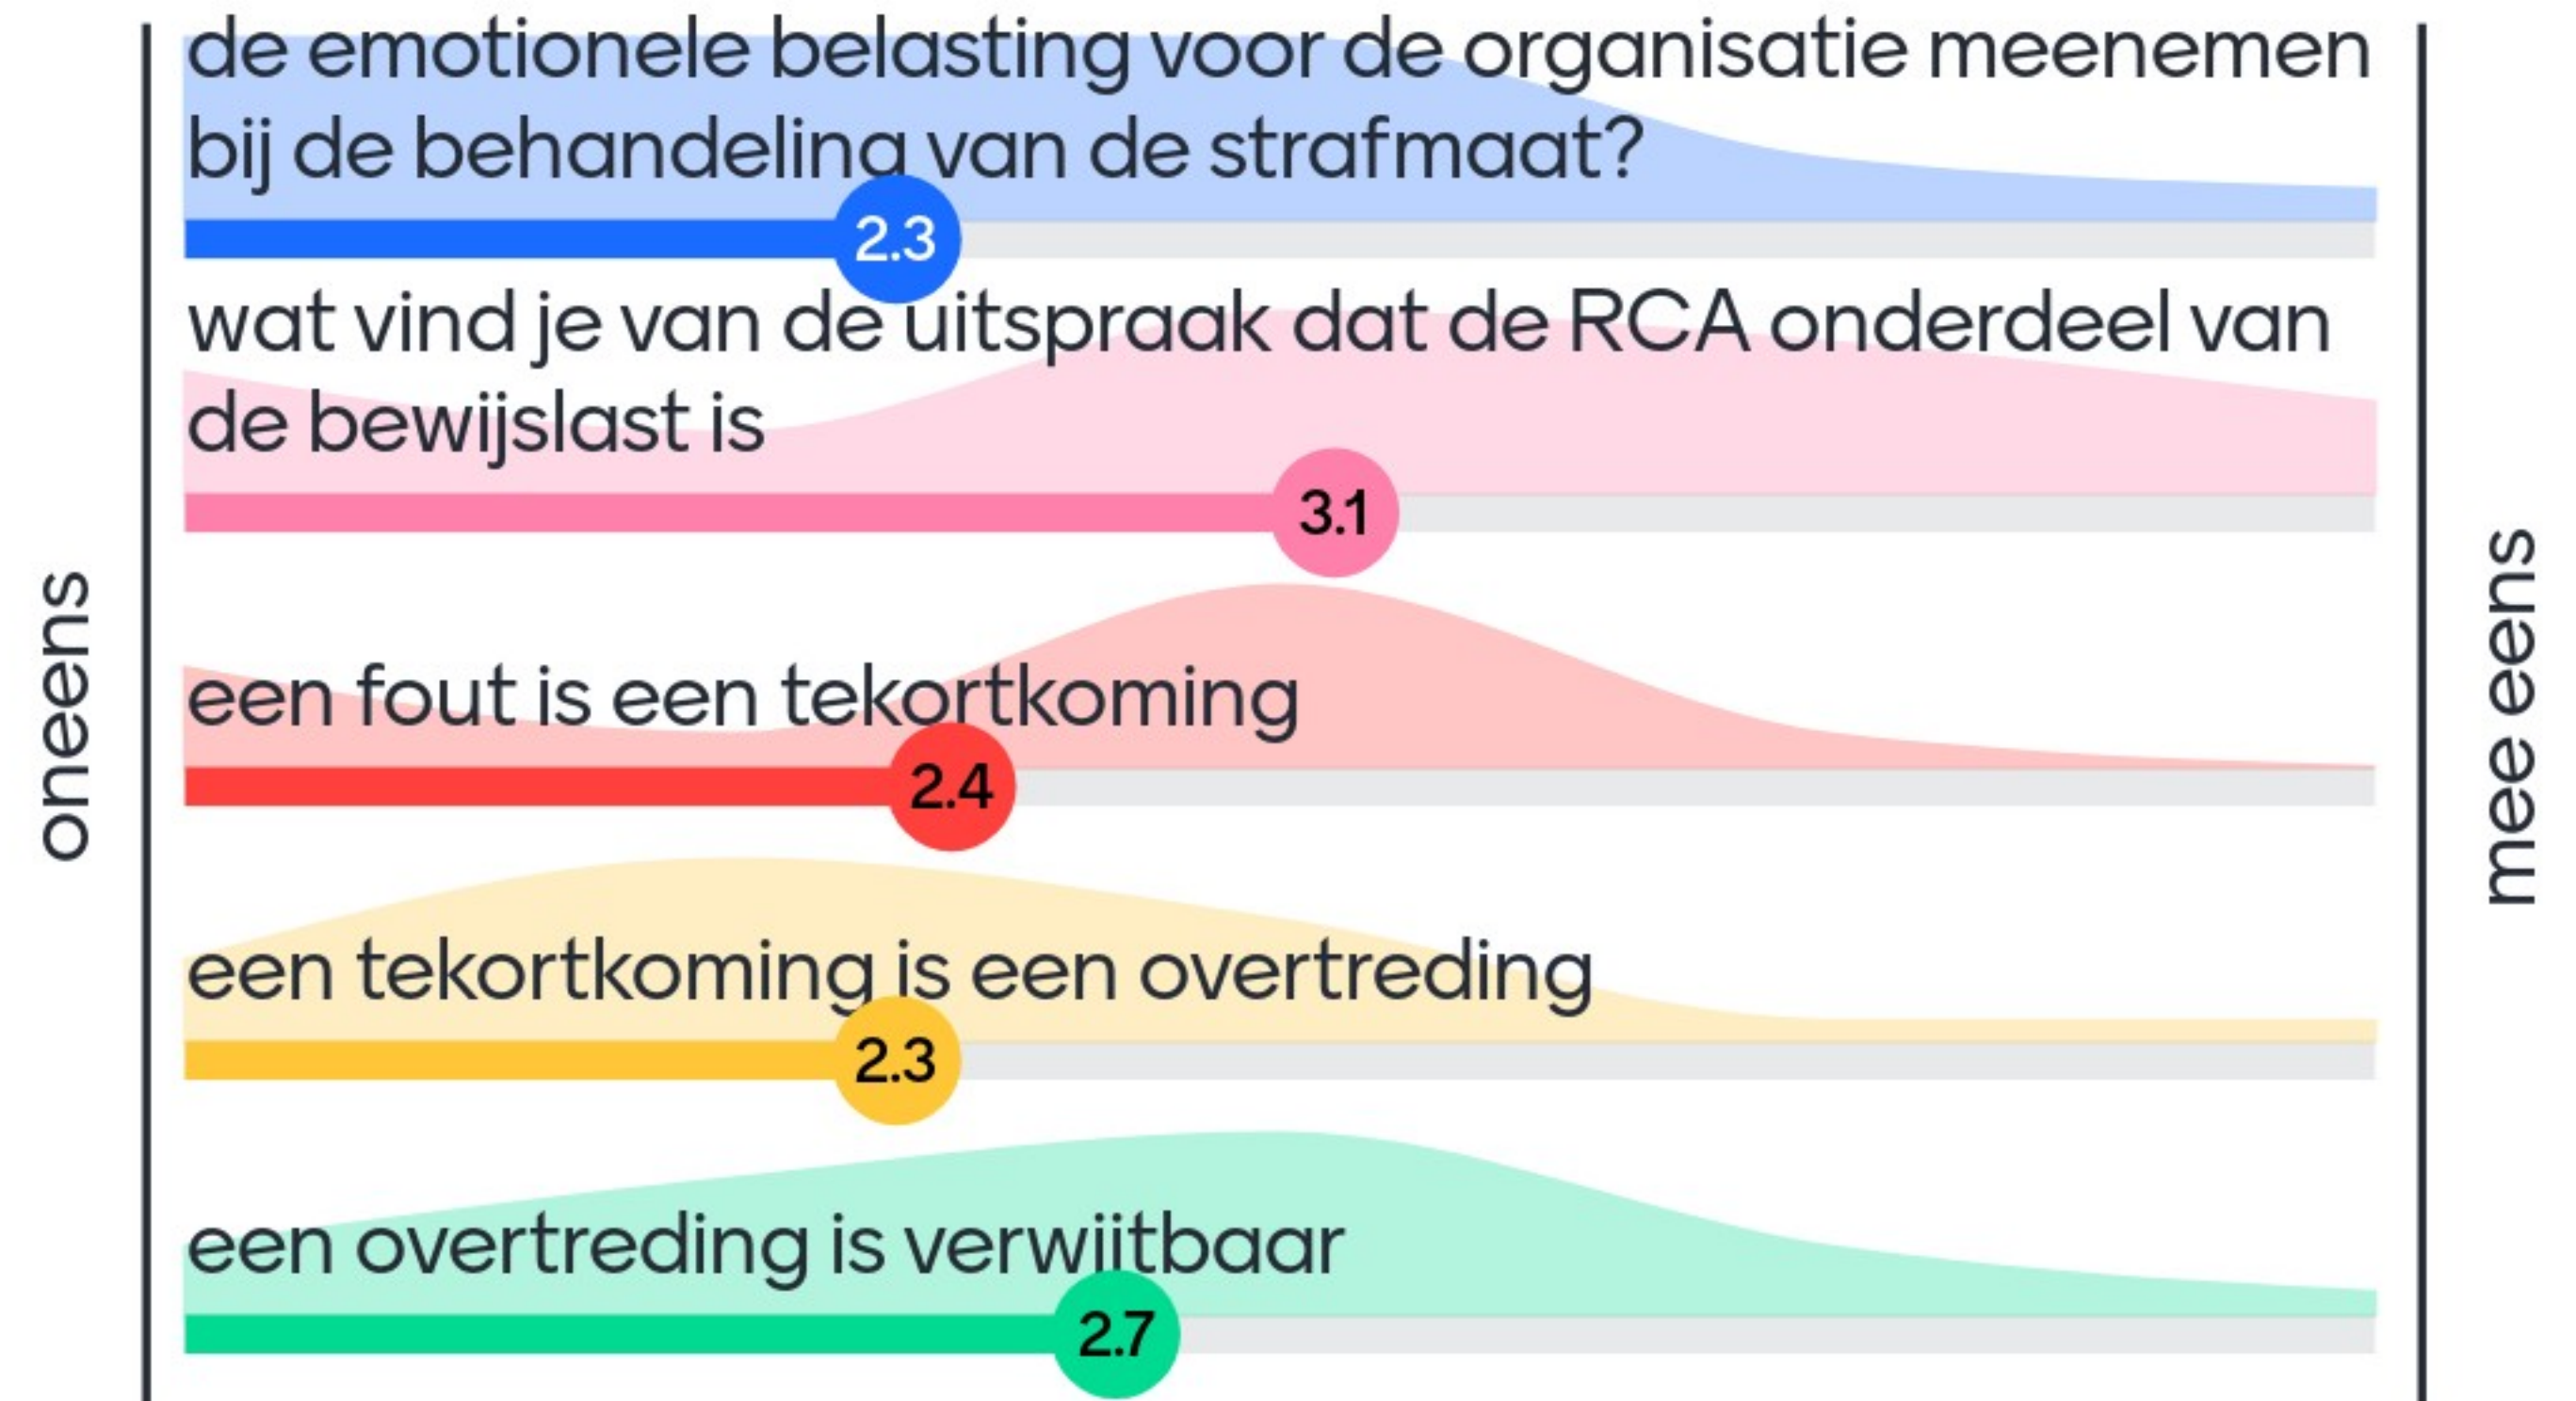 de emotionele belasting voor de organisatie meenemen
bij de behandeling van de strafmaat?
2.3
wat vind je van de uitspraak dat de RCA onderdeel van
de bewijslast is
3.1
een fout is een tekortkoming
2.4
een tekortkoming is een overtreding
2.3
een overtreding is verwijtbaar
2.7
oneens
mee eens